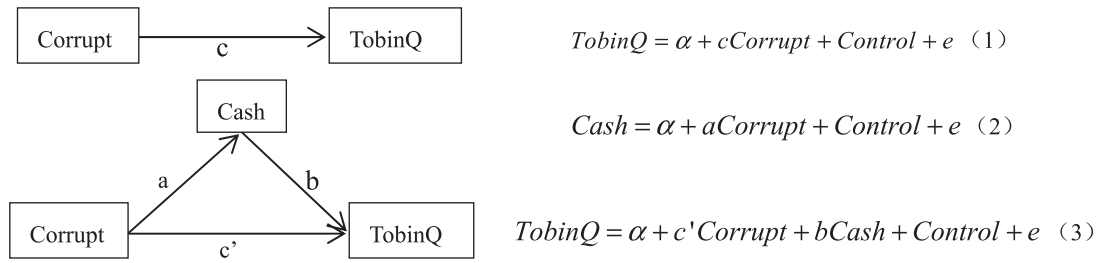 Corrupt c TobinQ
TobinQ = α + cCorrupt + Control + e （1）
Cash
Cash = α + aCorrupt + Control + e （2）
a b
Corrupt c’ TobinQ
TobinQ = α + c'Corrupt + bCash + Control + e （3）